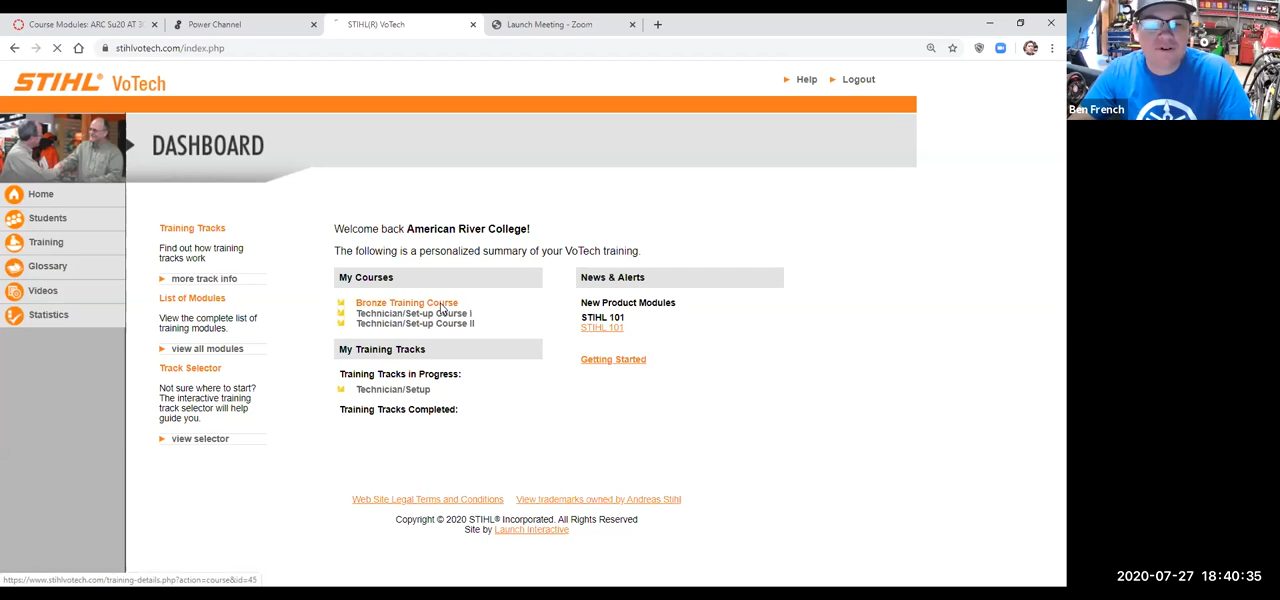 Course Modules: ARC Su20 AT 3
Power Channel
STIHL(R) VoTech
Launch Meeting - Zoom
stihlvotech.com/index.php
STIHL® VoTech
Help
Logout
Ben French
DASHBOARD
Home
Students
Training
Glossary
Videos
Statistics
Training Tracks
Find out how training
tracks work
more track info
List of Modules
View the complete list of
training modules.
view all modules
Track Selector
Not sure where to start?
The interactive training
track selector will help
guide you.
view selector
Welcome back American River College!
The following is a personalized summary of your VoTech training.
My Courses
Bronze Training Course
Technician/Set-up Course I
Technician/Set-up Course II
My Training Tracks
Training Tracks in Progress:
Technician/Setup
Training Tracks Completed:
News & Alerts
New Product Modules
STIHL 101
STIHL 101
Getting Started
Web Site Legal Terms and Conditions View trademarks owned by Andreas Stihl
Copyright © 2020 STIHL® Incorporated. All Rights Reserved
Site by Launch Interactive
https://www.stihlvotech.com/training-details.php?action=course&id=45
2020-07-27 18:40:35